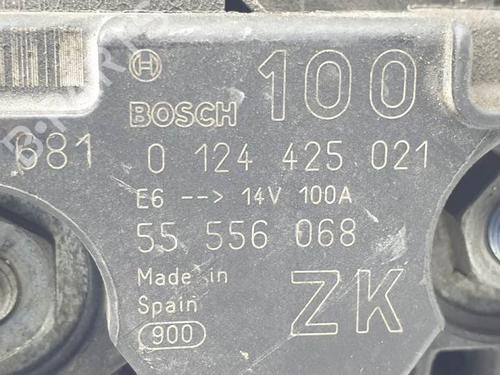 BOSCH 100
681 0 124 425 021
E6 --> 14V 100A
55 556 068
Made in
Spain ZK
900